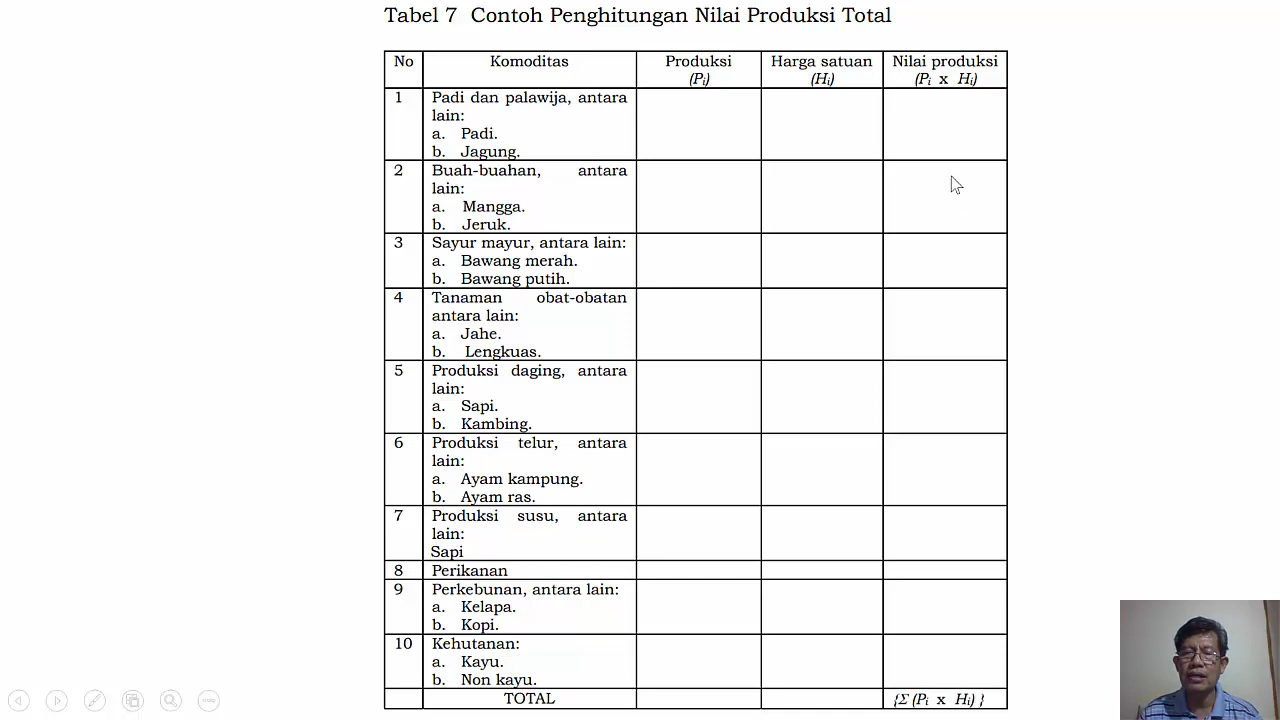 Tabel 7 Contoh Penghitungan Nilai Produksi Total
No Komoditas Produksi Harga satuan Nilai produksi
(Pi) (Hi) (Pi x Hi)
1 Padi dan palawija, antara
lain:
a. Padi.
b. Jagung.
2 Buah-buahan, antara
lain:
a. Mangga.
b. Jeruk.
3 Sayur mayur, antara lain:
a. Bawang merah.
b. Bawang putih.
4 Tanaman obat-obatan
antara lain:
a. Jahe.
b. Lengkuas.
5 Produksi daging, antara
lain:
a. Sapi.
b. Kambing.
6 Produksi telur, antara
lain:
a. Ayam kampung.
b. Ayam ras.
7 Produksi susu, antara
lain:
Sapi
8 Perikanan
9 Perkebunan, antara lain:
a. Kelapa.
b. Kopi.
10 Kehutanan:
a. Kayu.
b. Non kayu.
TOTAL {Σ (Pi x Hi) }